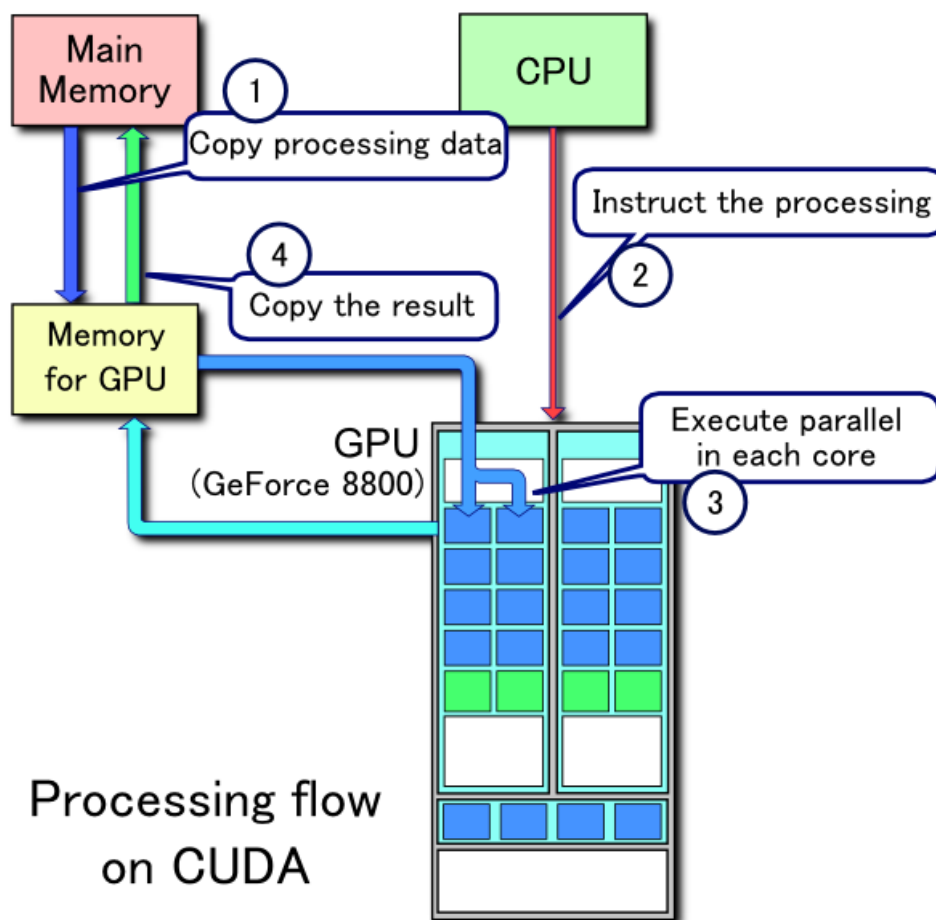 Main
Memory
CPU
1
Copy processing data
Instruct the processing
2
4
Copy the result
Memory
for GPU
GPU
(GeForce 8800)
Execute parallel
in each core
3
Processing flow
on CUDA